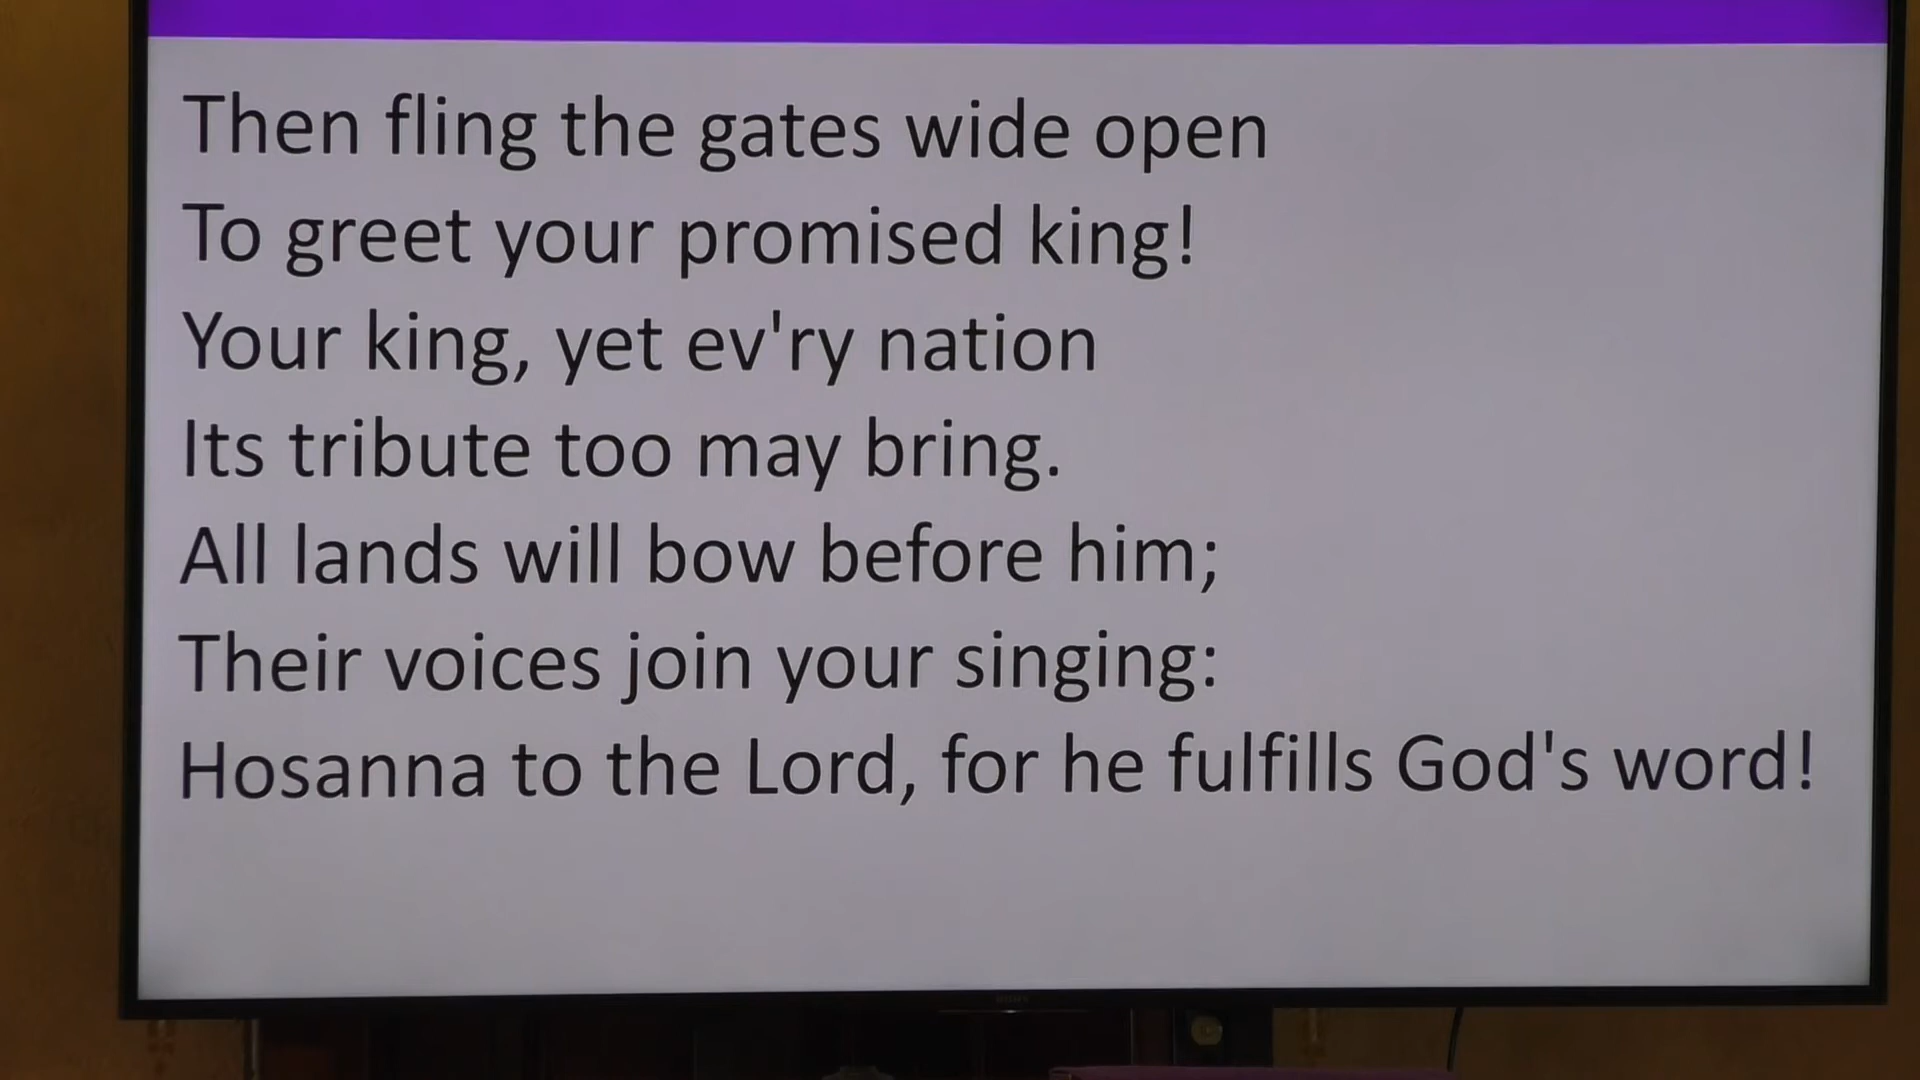 Then fling the gates wide open
To greet your promised king!
Your king, yet ev'ry nation
Its tribute too may bring.
All lands will bow before him;
Their voices join your singing:
Hosanna to the Lord, for he fulfills God's word!
SONY